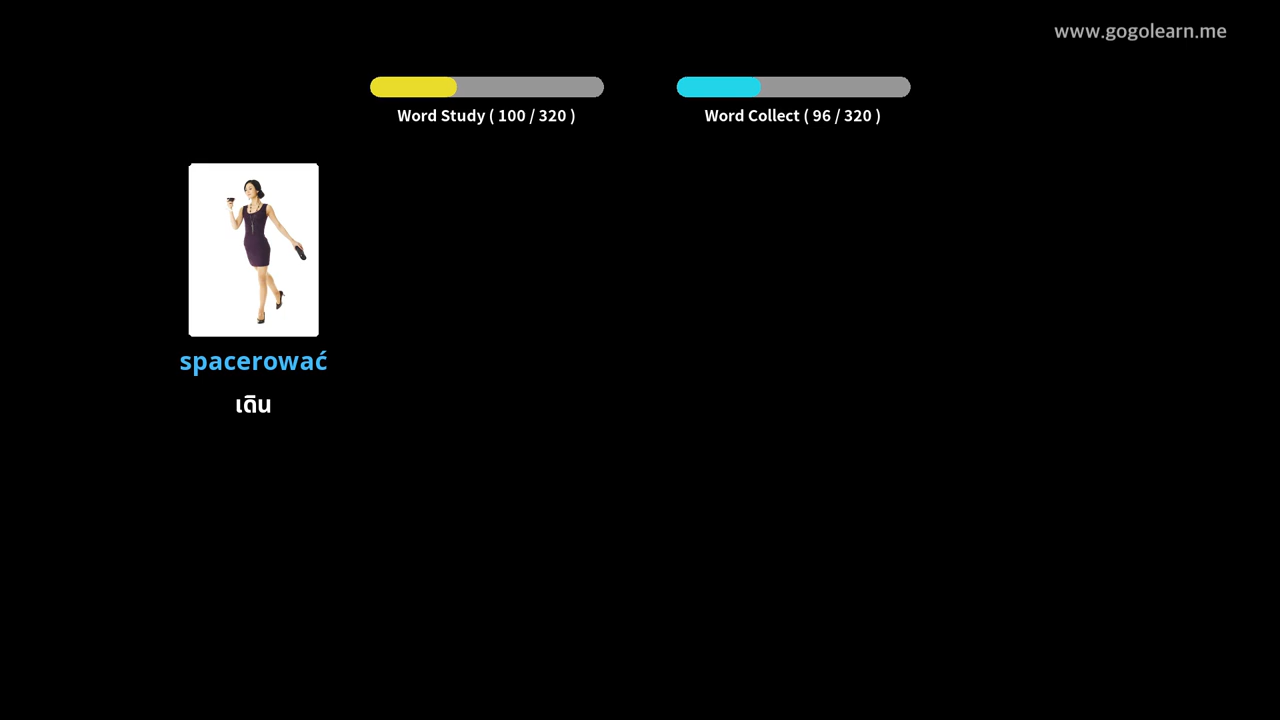 www.gogolearn.me
Word Study ( 100 / 320 )
Word Collect ( 96 / 320 )
spacerować
เดิน